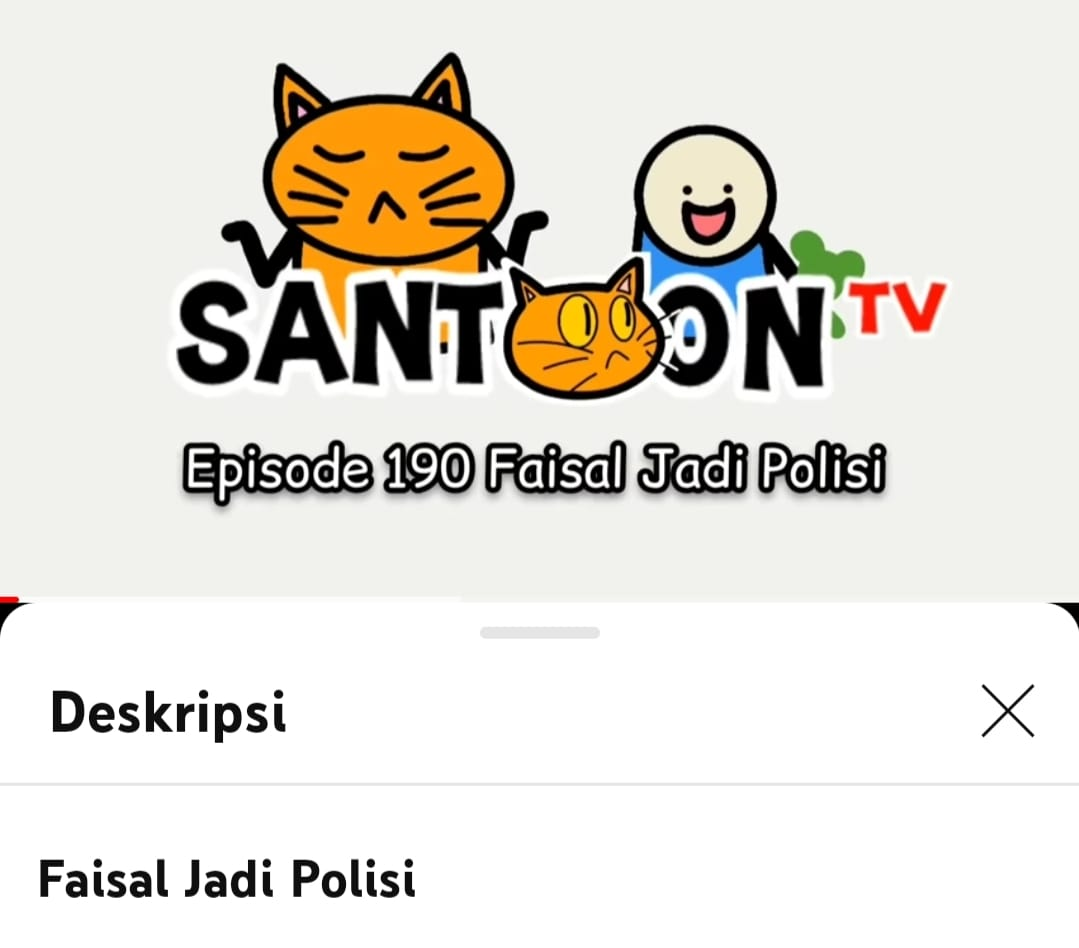 SANTOON TV
Episode 190 Faisal Jadi Polisi
Deskripsi
Faisal Jadi Polisi